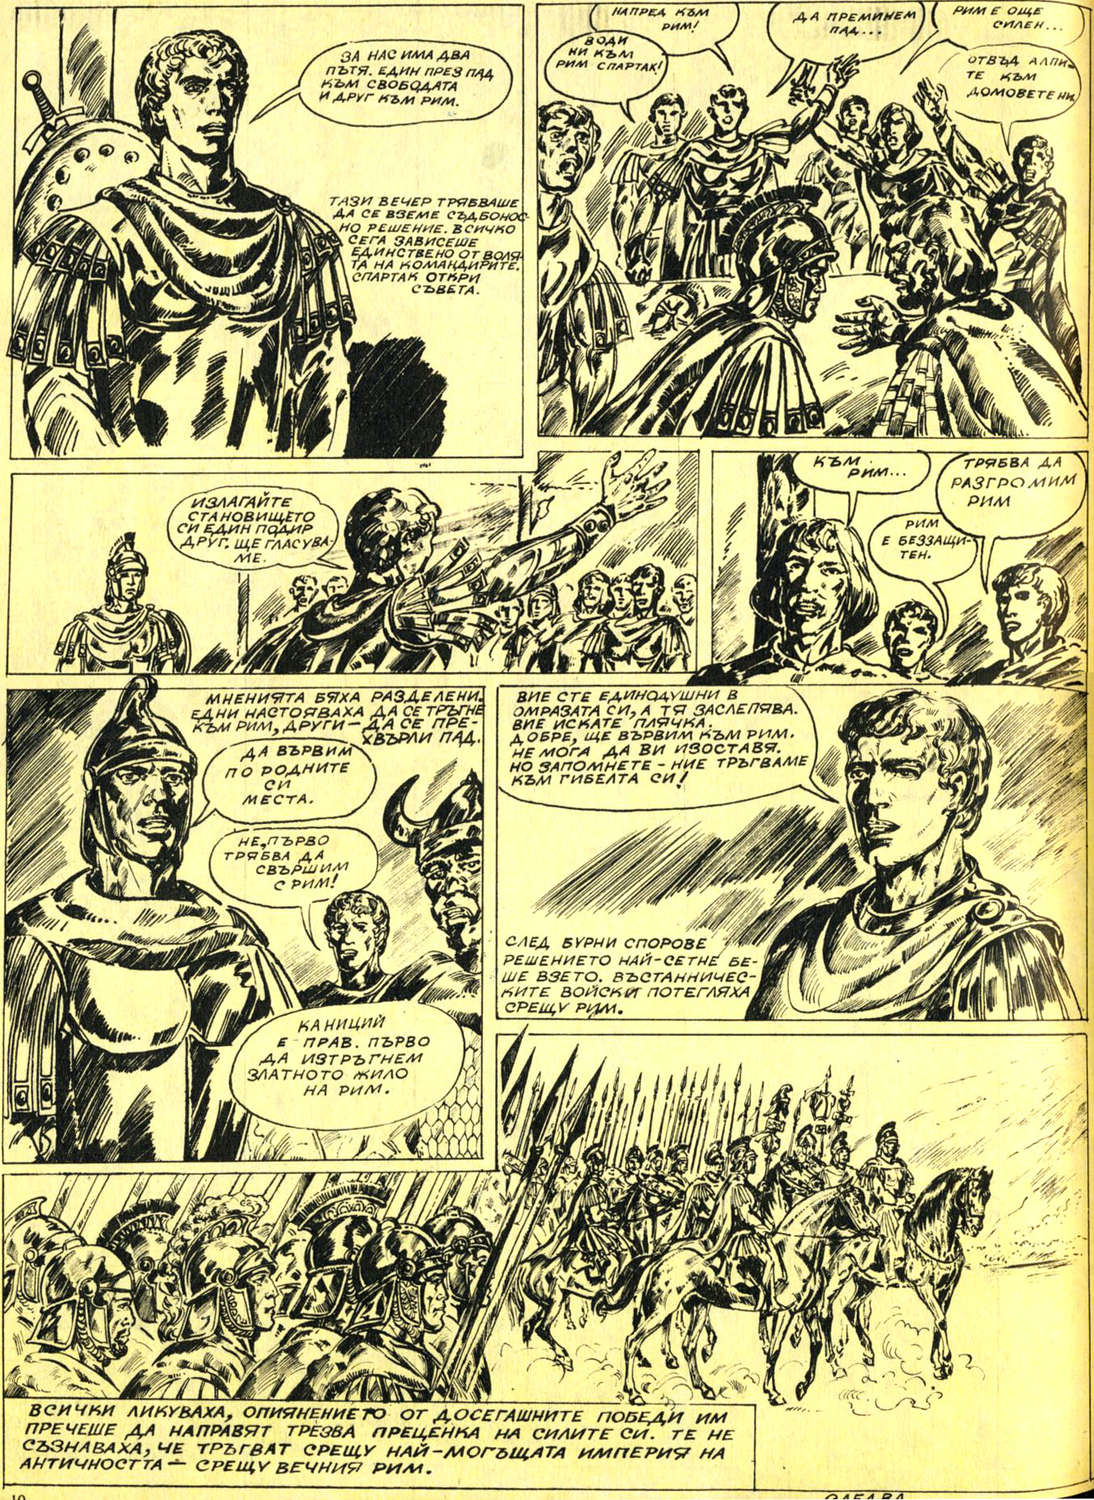 ЗА НАС ИМА ДВА
ПЪТЯ. ЕДИН ПРЕЗ ПАД
КЪМ СВОБОДАТА
И ДРУГ КЪМ РИМ.
ТАЗИ ВЕЧЕР ТРЯБВАШЕ
ДА СЕ ВЗЕМЕ СЪДБОНОС-
НО РЕШЕНИЕ. ВСИЧКО
СЕГА ЗАВИСЕШЕ
ЕДИНСТВЕНО ОТ ВОЛЯ-
ТА НА КОМАНДИРИТЕ.
СПАРТАК ОТКРИ
СЪВЕТА.
ВОДИ
НИ КЪМ
РИМ СПАРТАК!
НАПРЕД КЪМ
РИМ!
ДА ПРЕМИНЕМ
ПАД...
РИМ Е ОЩЕ
СИЛЕН...
ОТВЪД АЛПИ-
ТЕ КЪМ
ДОМОВЕТЕ НИ
ИЗЛАГАЙТЕ
СТАНОВИЩЕТО
СИ ЕДИН ПОДИР
ДРУГ. ЩЕ ГЛАСУВА-
МЕ.
КЪМ
РИМ...
РИМ
Е БЕЗЗАЩИ-
ТЕН.
ТРЯБВА ДА
РАЗГРОМИМ
РИМ
МНЕНИЯТА БЯХА РАЗДЕЛЕНИ.
ЕДНИ НАСТОЯВАХА ДА СЕ ТРЪГНЕ
КЪМ РИМ, ДРУГИ — ДА СЕ ПРЕ-
ХВЪРЛИ ПАД.
ДА ВЪРВИМ
ПО РОДНИТЕ
СИ
МЕСТА.
НЕ, ПЪРВО
ТРЯБВА ДА
СВЪРШИМ
С РИМ!
КАНИЦИЙ
Е ПРАВ. ПЪРВО
ДА ИЗТРЪГНЕМ
ЗЛАТНОТО ЖИЛО
НА РИМ.
ВИЕ СТЕ ЕДИНОДУШНИ В
ОМРАЗАТА СИ, А ТЯ ЗАСЛЕПЯВА.
ВИЕ ИСКАТЕ ПЛЯЧКА.
ДОБРЕ, ЩЕ ВЪРВИМ КЪМ РИМ.
НЕ МОГА ДА ВИ ИЗОСТАВЯ.
НО ЗАПОМНЕТЕ - НИЕ ТРЪГВАМЕ
КЪМ ГИБЕЛТА СИ!
СЛЕД БУРНИ СПОРОВЕ
РЕШЕНИЕТО НАЙ-СЕТНЕ БЕ-
ШЕ ВЗЕТО. ВЪСТАННИЧЕС-
КИТЕ ВОЙСКИ ПОТЕГЛЯХА
СРЕЩУ РИМ.
ВСИЧКИ ЛИКУВАХА, ОПИЯНЕНИЕТО ОТ ДОСЕГАШНИТЕ ПОБЕДИ ИМ
ПРЕЧЕШЕ ДА НАПРАВЯТ ТРЕЗВА ПРЕЦЕНКА НА СИЛИТЕ СИ. ТЕ НЕ
СЪЗНАВАХА, ЧЕ ТРЪГВАТ СРЕЩУ НАЙ-МОГЪЩАТА ИМПЕРИЯ НА
АНТИЧНОСТТА — СРЕЩУ ВЕЧНИЯ РИМ.